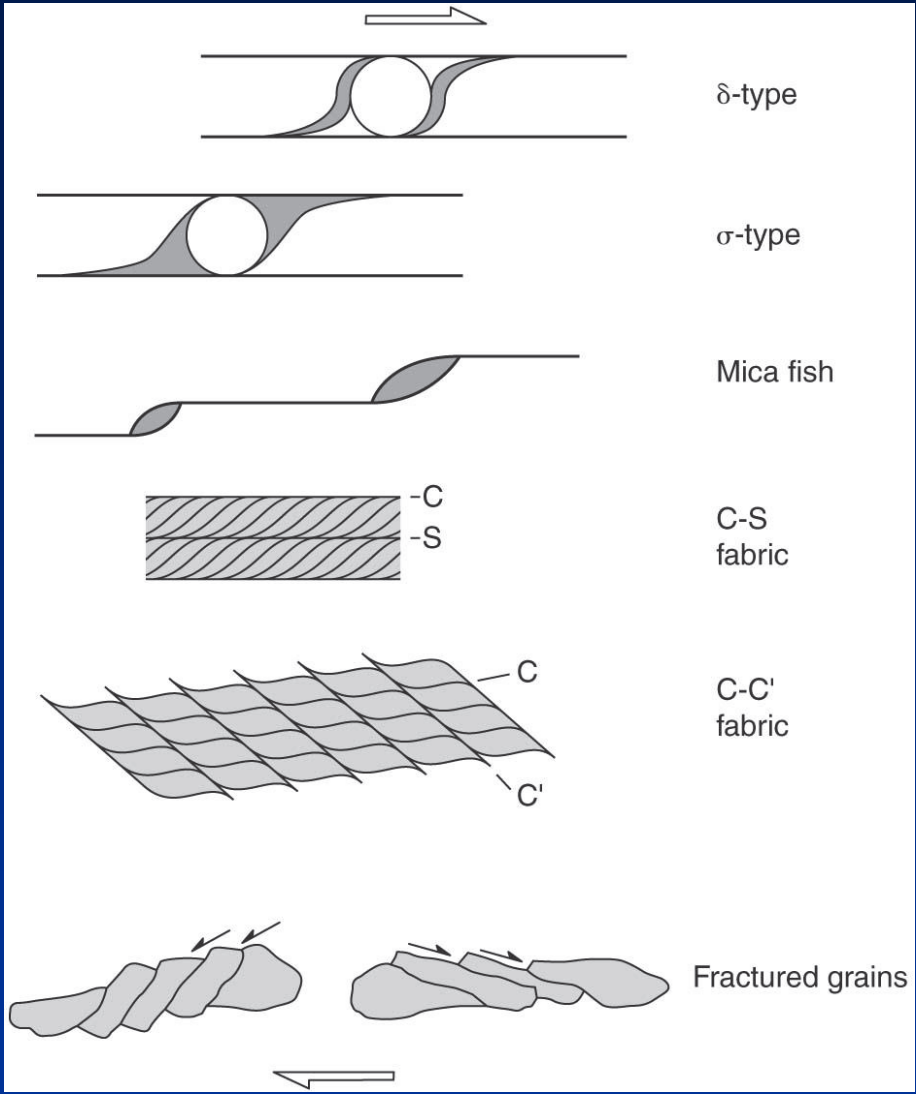 δ-type
σ-type
Mica fish
-C
-S
C-S
fabric
C
C'
C-C'
fabric
Fractured grains